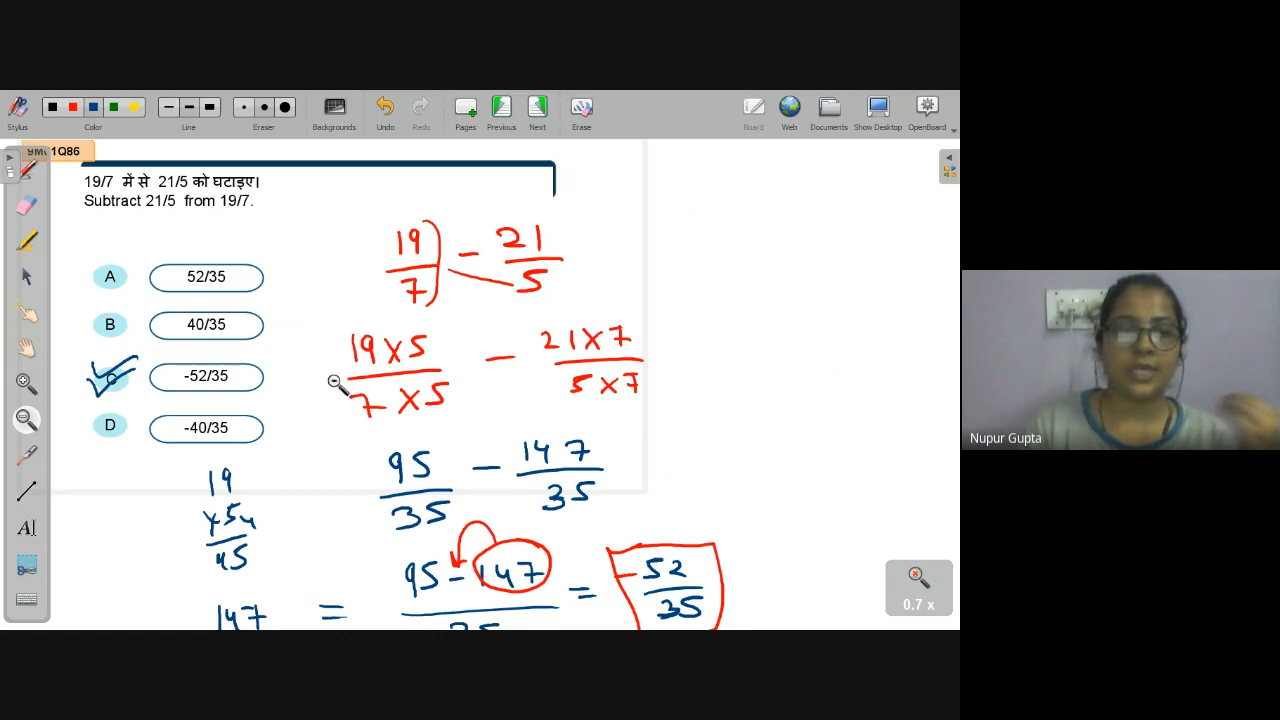 Stylus
Color
Line
Eraser
Backgrounds
Undo
Redo
Pages
Previous
Next
Erase
Board
Web
Documents
Show Desktop
OpenBoard
1Q86
19/7 में से 21/5 को घटाइए।
Subtract 21/5 from 19/7.
A 52/35
B 40/35
C -52/35
D -40/35
19/7 - 21/5
19×5/7×5 - 21×7/5×7
95/35 - 147/35
19
×5
95 - 147
= -52/35
147 =
Nupur Gupta
0.7 x